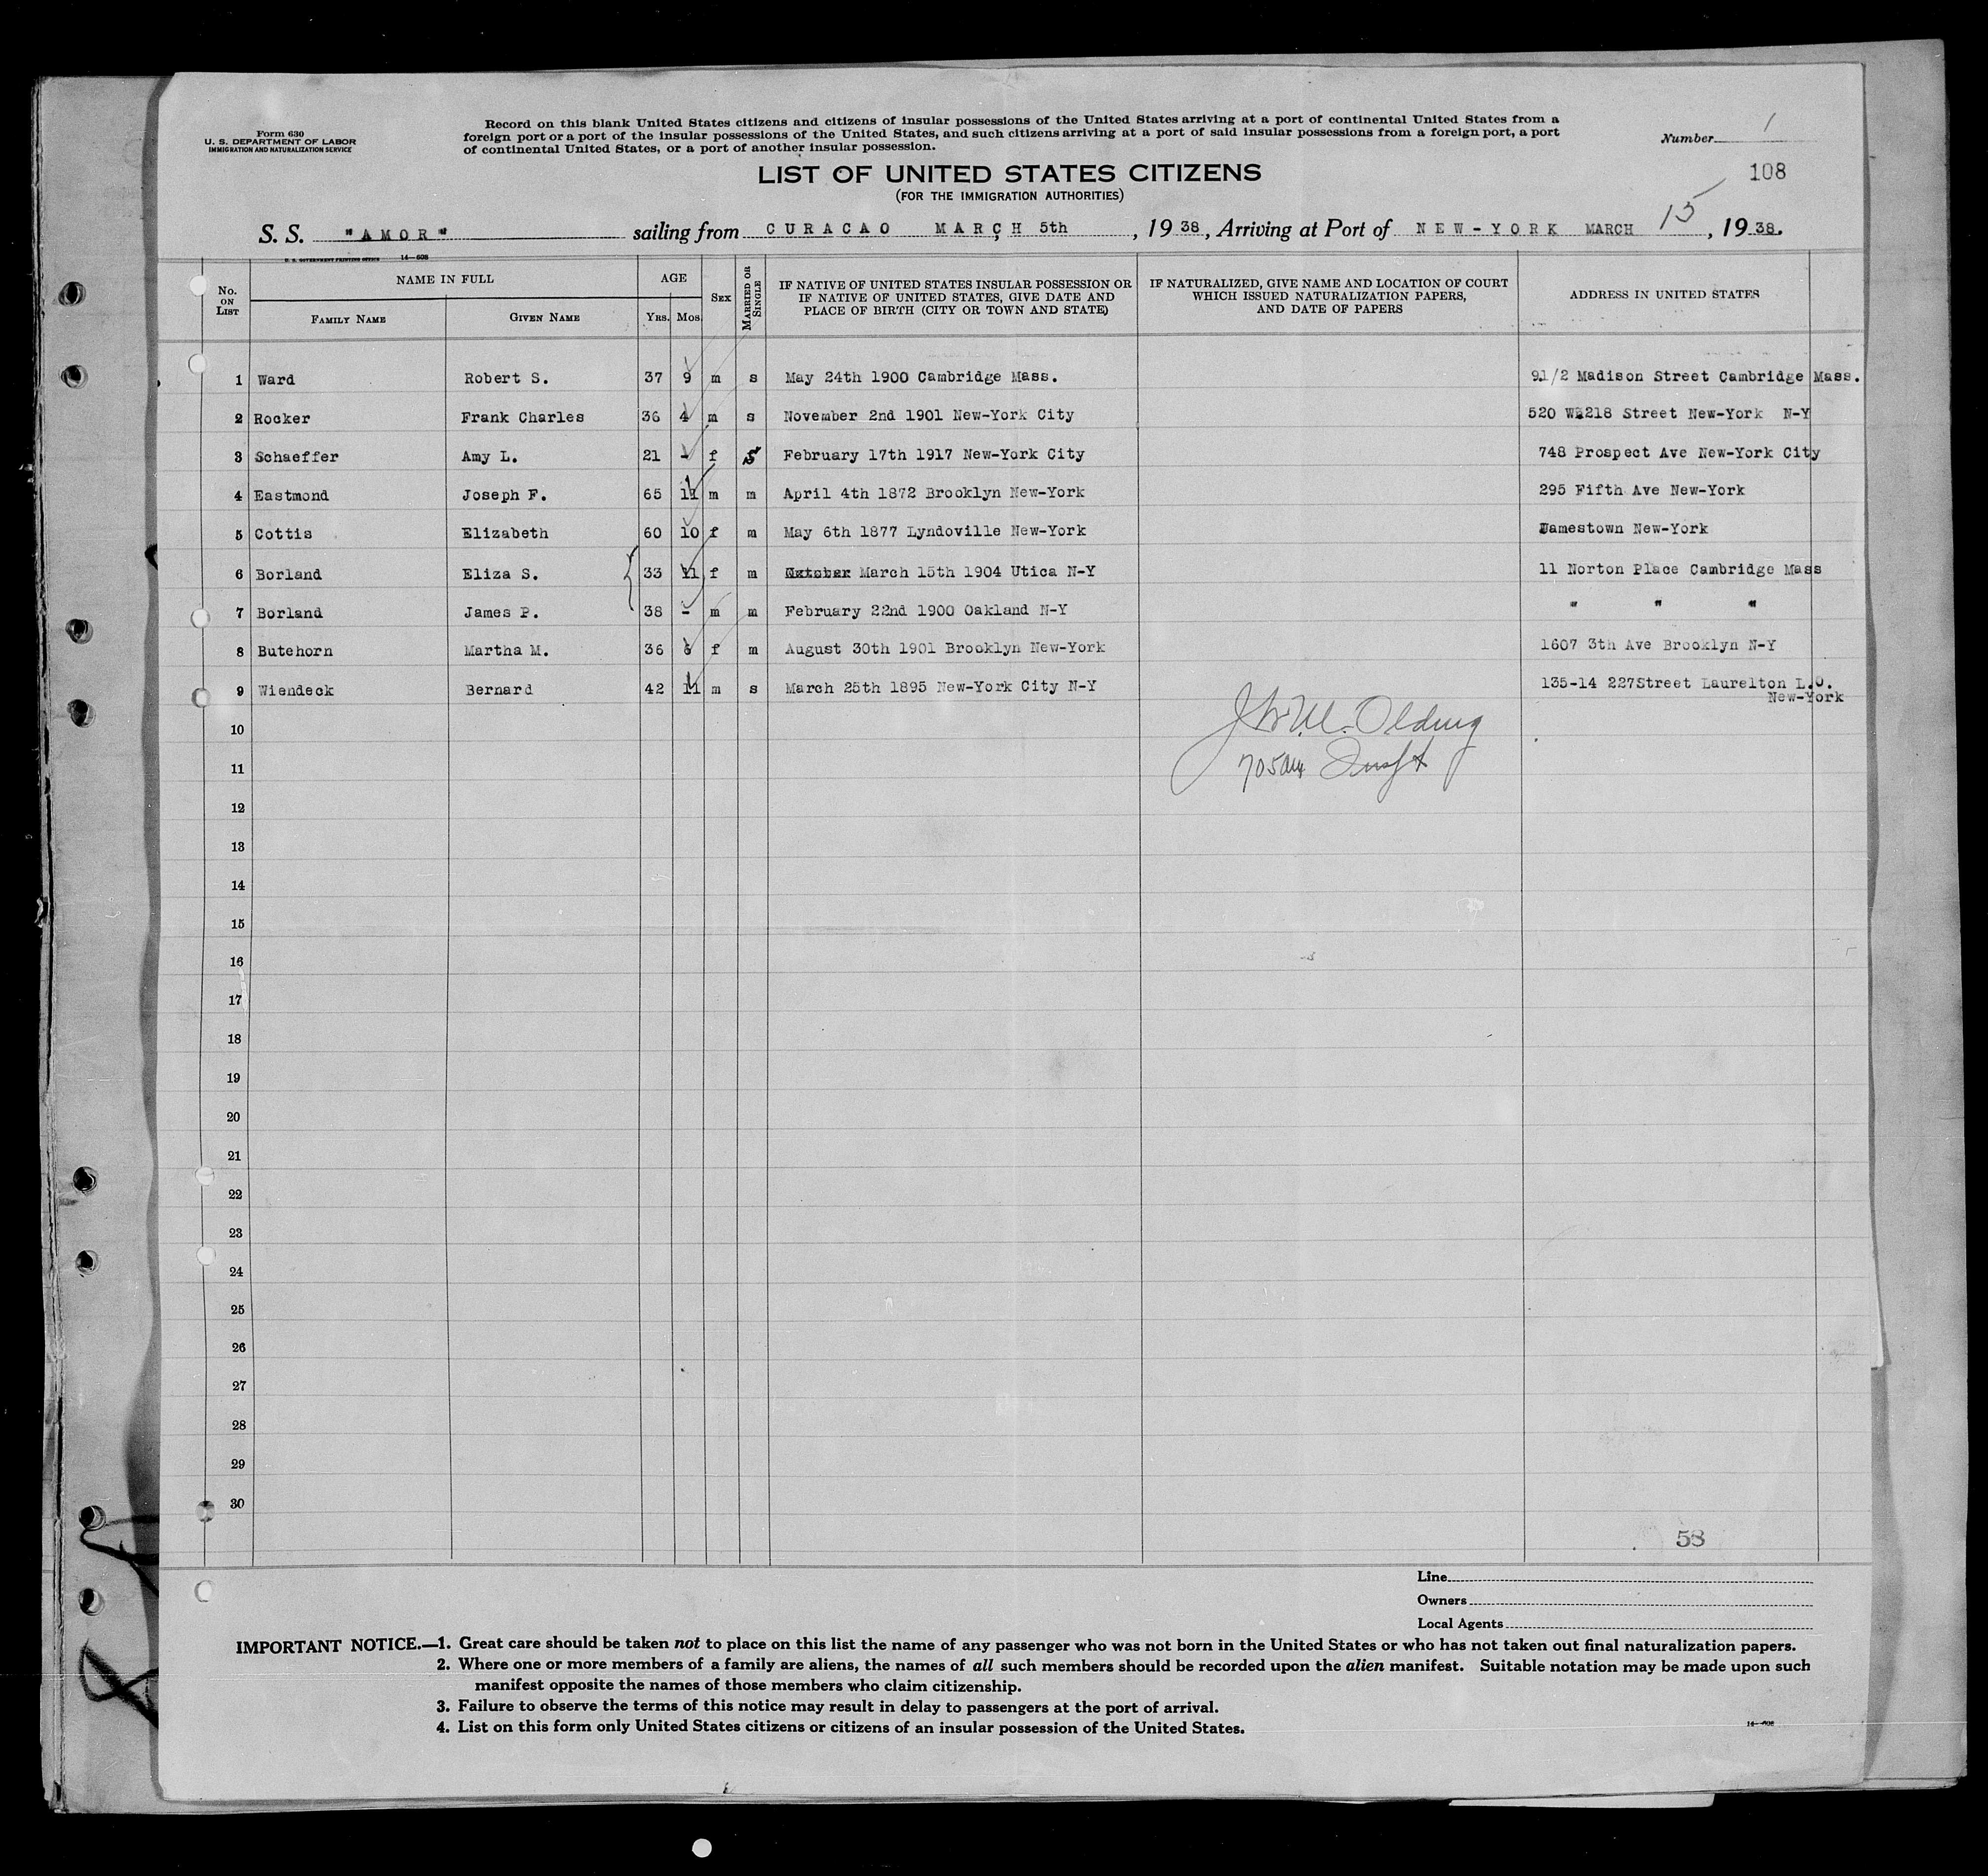 Form 630
U. S. DEPARTMENT OF LABOR
IMMIGRATION AND NATURALIZATION SERVICE
Record on this blank United States citizens and citizens of insular possessions of the United States arriving at a port of continental United States from a
foreign port or a port of the insular possessions of the United States, and such citizens arriving at a port of said insular possessions from a foreign port, a port
of continental United States, or a port of another insular possession.
Number 1
108
LIST OF UNITED STATES CITIZENS
(FOR THE IMMIGRATION AUTHORITIES)
S. S. "AMOR" sailing from CURACAO MARCH 5th, 1938, Arriving at Port of NEW-YORK MARCH 15, 1938.
U. S. GOVERNMENT PRINTING OFFICE 14—608
No. ON LIST NAME IN FULL FAMILY NAME GIVEN NAME AGE YRS. MOS. SEX MARRIED OR SINGLE IF NATIVE OF UNITED STATES INSULAR POSSESSION OR IF NATIVE OF UNITED STATES, GIVE DATE AND PLACE OF BIRTH (CITY OR TOWN AND STATE) IF NATURALIZED, GIVE NAME AND LOCATION OF COURT WHICH ISSUED NATURALIZATION PAPERS, AND DATE OF PAPERS ADDRESS IN UNITED STATES
1 Ward Robert S. 37 9 m s May 24th 1900 Cambridge Mass. 91/2 Madison Street Cambridge Mass.
2 Rocker Frank Charles 36 4 m s November 2nd 1901 New-York City 520 W 218 Street New-York N-Y
3 Schaeffer Amy L. 21 - f S February 17th 1917 New-York City 748 Prospect Ave New-York City
4 Eastmond Joseph F. 65 11 m m April 4th 1872 Brooklyn New-York 295 Fifth Ave New-York
5 Cottis Elizabeth 60 10 f m May 6th 1877 Lyndoville New-York Jamestown New-York
6 Borland Eliza S. 33 11 f m October March 15th 1904 Utica N-Y 11 Norton Place Cambridge Mass
7 Borland James P. 38 - m m February 22nd 1900 Oakland N-Y " " "
8 Butehorn Martha M. 36 6 f m August 30th 1901 Brooklyn New-York 1607 3th Ave Brooklyn N-Y
9 Wiendeck Bernard 42 11 m s March 25th 1895 New-York City N-Y 135-14 227Street Laurelton L.
New-York
10
Olding
11
705AM Inspt
12
13
14
15
16
17
18
19
20
21
22
23
24
25
26
27
28
29
30
58
Line
Owners
Local Agents
IMPORTANT NOTICE.—1. Great care should be taken not to place on this list the name of any passenger who was not born in the United States or who has not taken out final naturalization papers.
2. Where one or more members of a family are aliens, the names of all such members should be recorded upon the alien manifest. Suitable notation may be made upon such
manifest opposite the names of those members who claim citizenship.
3. Failure to observe the terms of this notice may result in delay to passengers at the port of arrival.
4. List on this form only United States citizens or citizens of an insular possession of the United States.
14—608